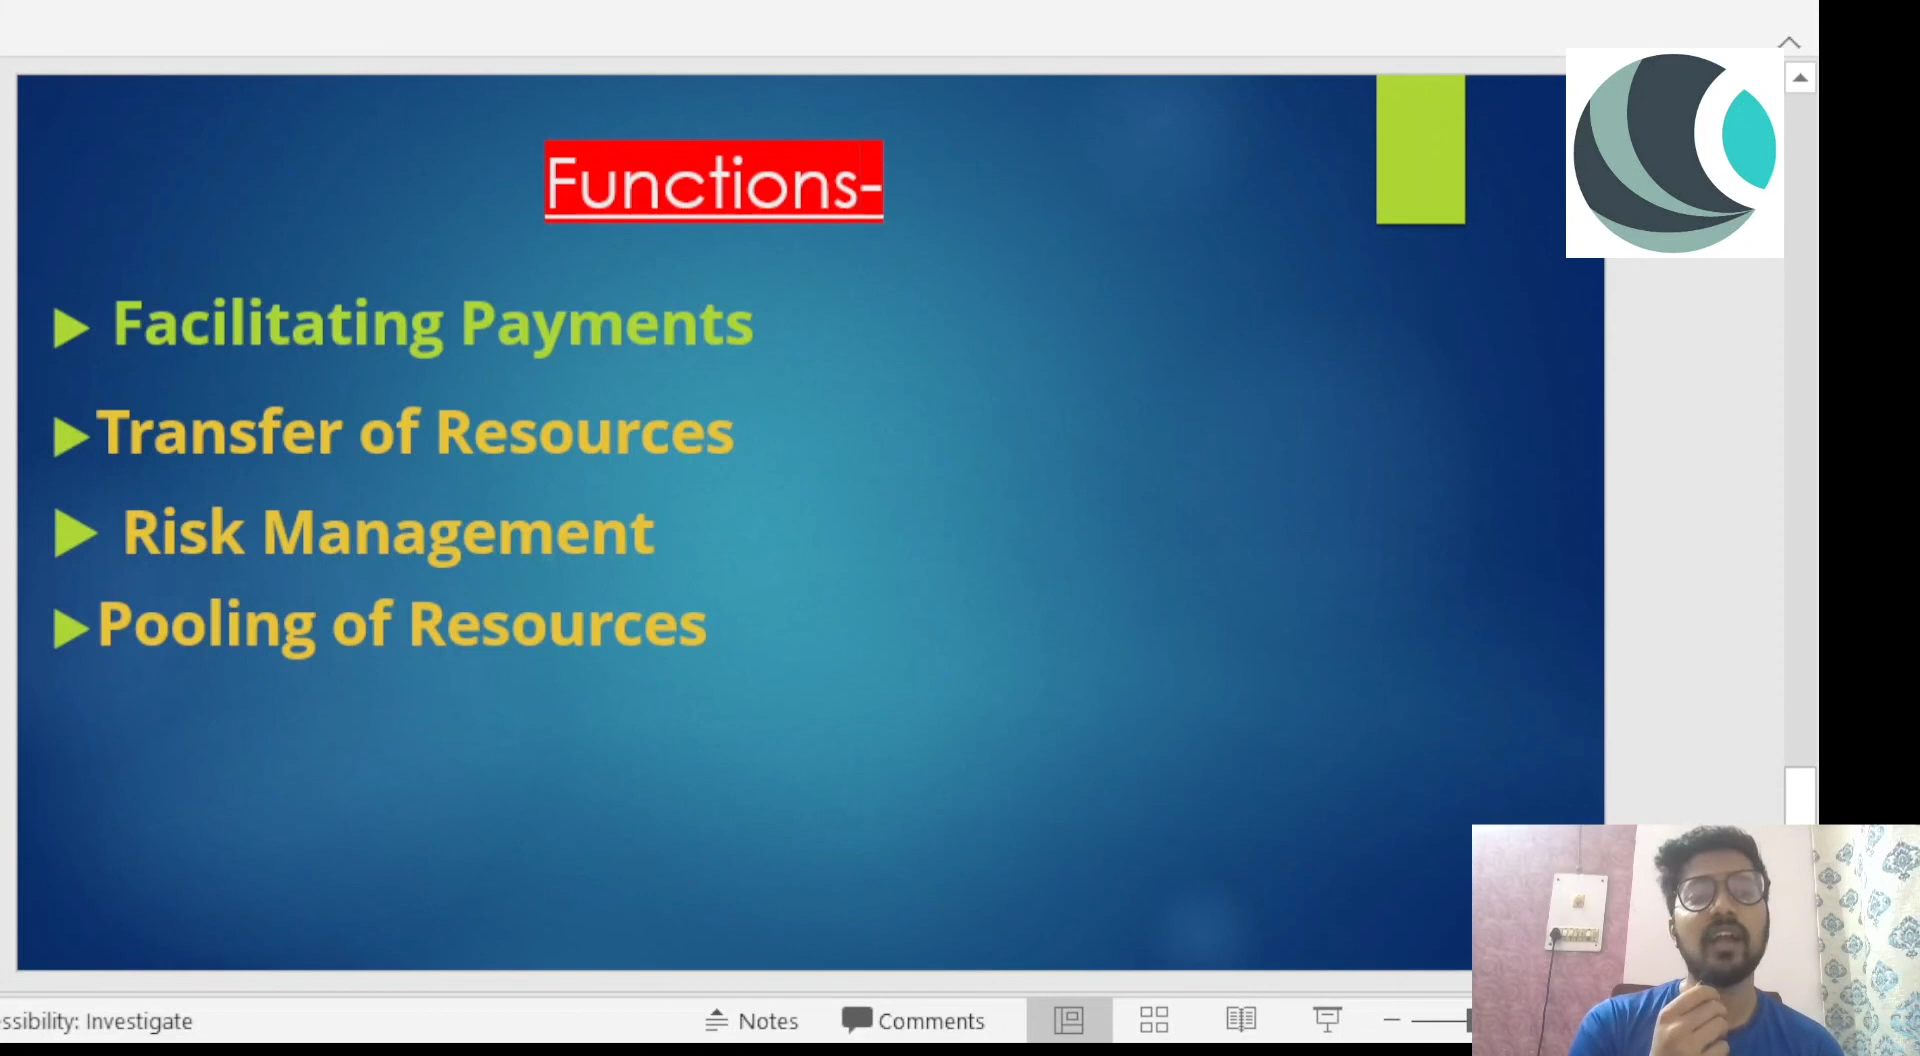 Functions-
Facilitating Payments
Transfer of Resources
Risk Management
Pooling of Resources
ssibility: Investigate
Notes
Comments